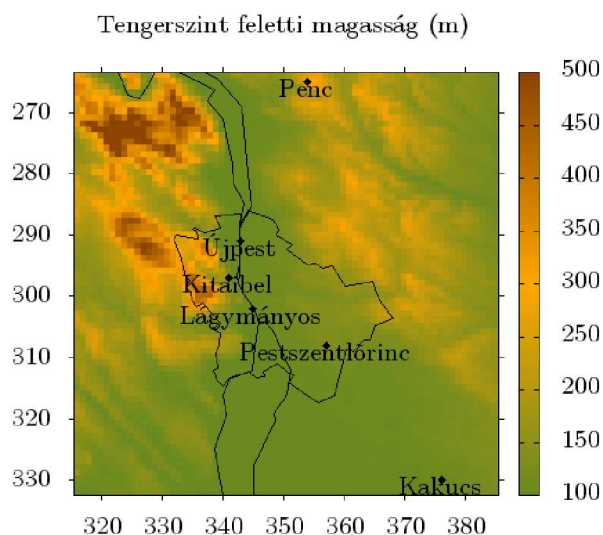 Tengerszint feletti magasság (m)
Penc
Újpest
Kitaibel
Lágymányos
Pestszentlőrinc
Kakucs
270
280
290
300
310
320
330
320 330 340 350 360 370 380
500
450
400
350
300
250
200
150
100